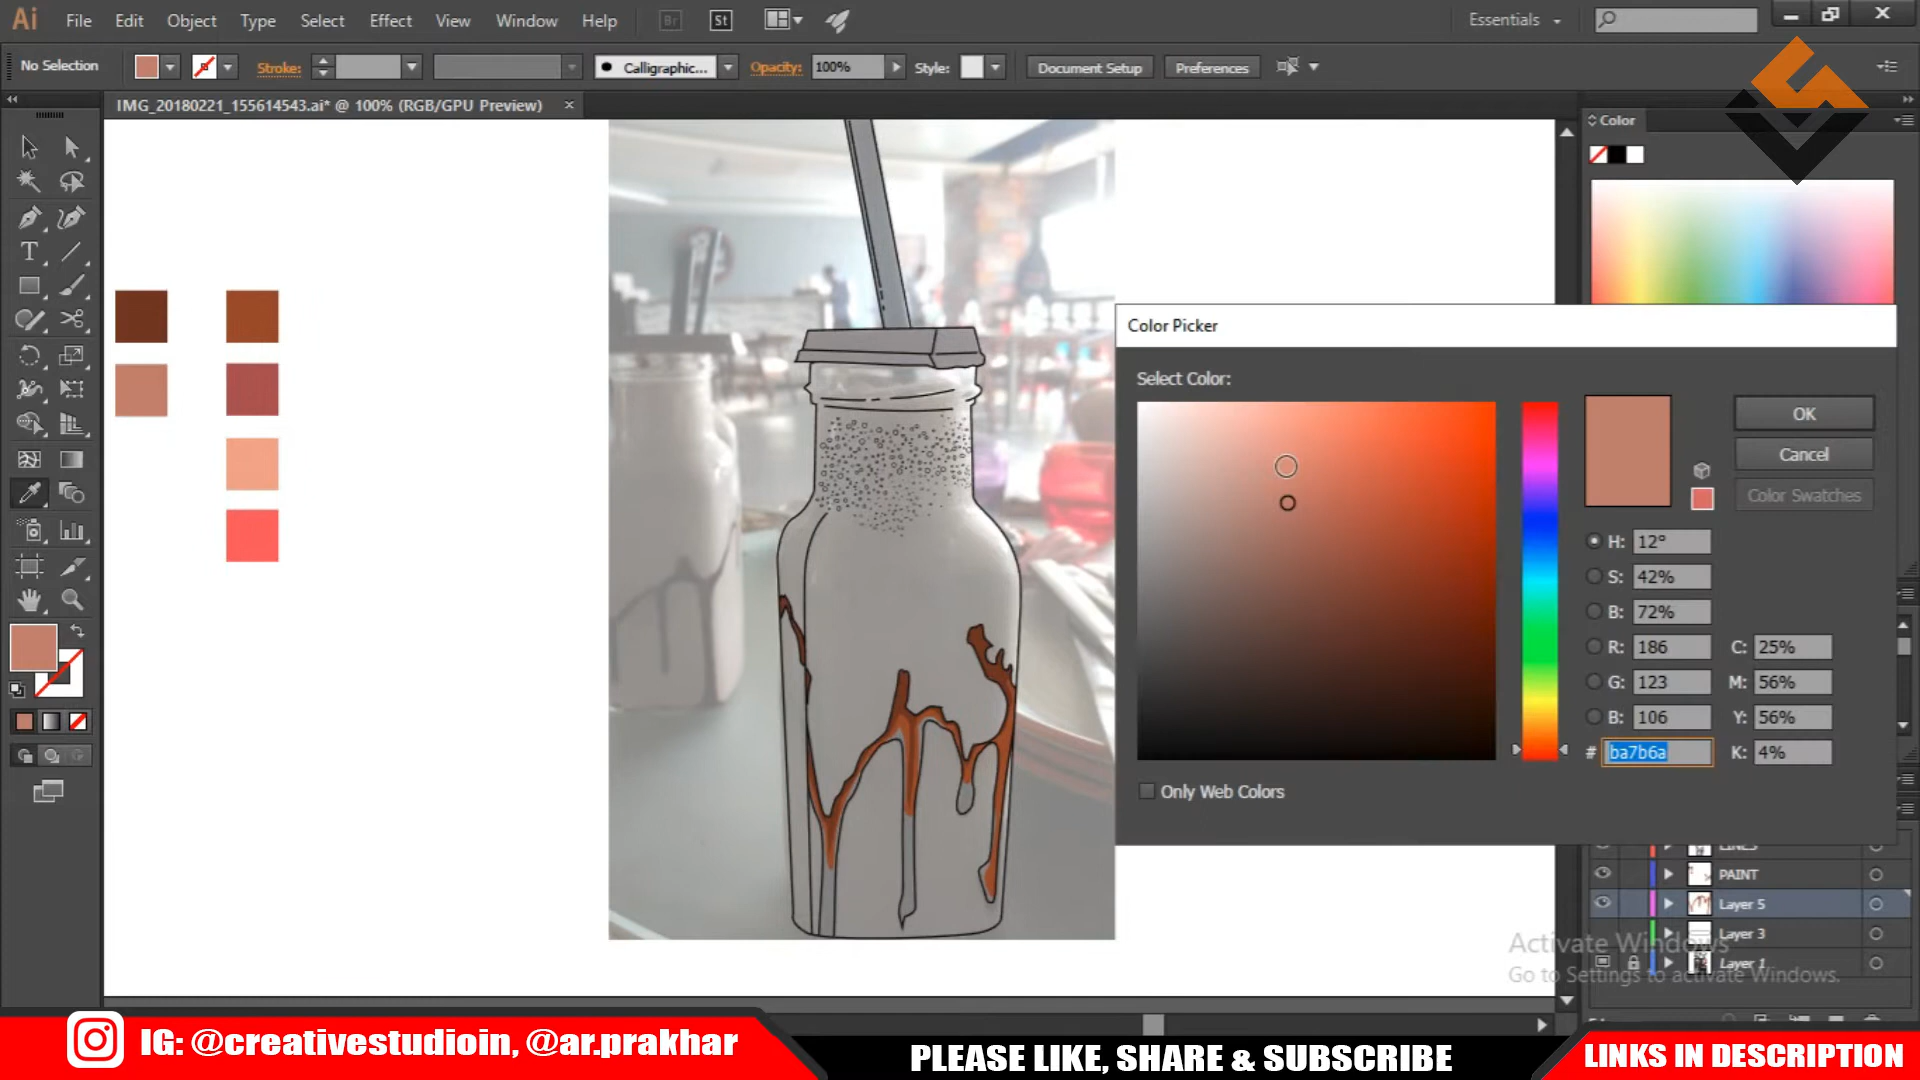 Ai File Edit Object Type Select Effect View Window Help Br St Essentials
No Selection Stroke: Calligraphic... Opacity: 100% Style: Document Setup Preferences
IMG_20180221_155614543.ai* @ 100% (RGB/GPU Preview)
Color
Color Picker
Select Color:
OK
Cancel
Color Swatches
H: 12°
S: 42%
B: 72%
R: 186 C: 25%
G: 123 M: 56%
B: 106 Y: 56%
# ba7b6a K: 4%
Only Web Colors
LINES
PAINT
Layer 5
Layer 3
Layer 1
Activate Windows
Go to Settings to activate Windows.
IG: @creativestudioin, @ar.prakhar
PLEASE LIKE, SHARE & SUBSCRIBE
LINKS IN DESCRIPTION